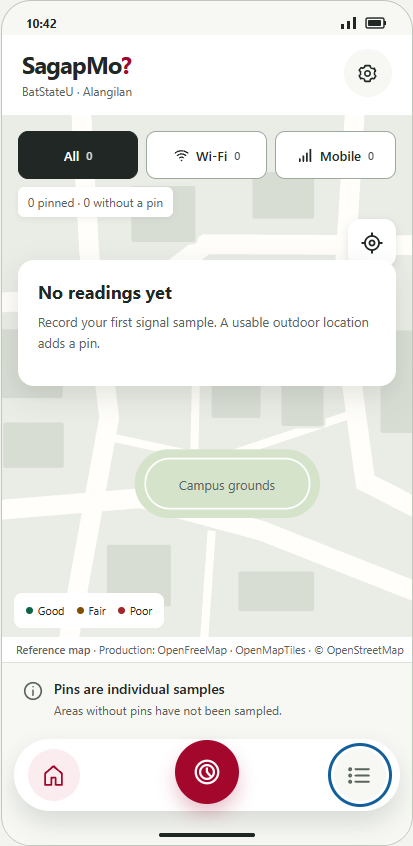 10:42
SagapMo?
BatStateU · Alangilan
All 0
Wi-Fi 0
Mobile 0
0 pinned · 0 without a pin
No readings yet
Record your first signal sample. A usable outdoor location
adds a pin.
Campus grounds
Good
Fair
Poor
Reference map · Production: OpenFreeMap · OpenMapTiles · © OpenStreetMap
Pins are individual samples
Areas without pins have not been sampled.